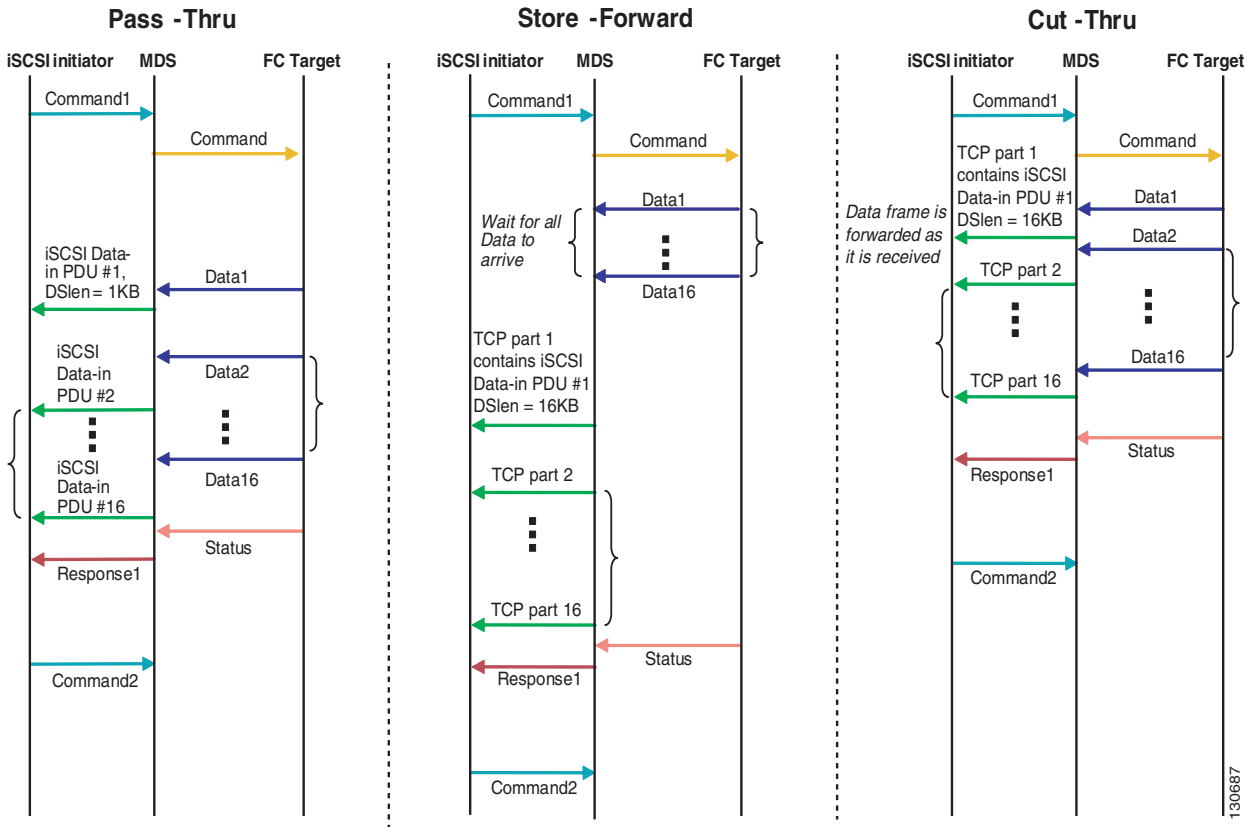 Pass -Thru
iSCSI initiator MDS FC Target
Command1
Command
iSCSI Data-
in PDU #1,
DSlen = 1KB
Data1
iSCSI
Data-in
PDU #2
Data2
iSCSI
Data-in
PDU #16
Data16
Status
Response1
Command2
Store -Forward
iSCSI initiator MDS FC Target
Command1
Command
Wait for all
Data to
arrive
Data1
Data16
TCP part 1
contains iSCSI
Data-in PDU #1
DSlen = 16KB
TCP part 2
TCP part 16
Status
Response1
Command2
Cut -Thru
iSCSI initiator MDS FC Target
Command1
Command
TCP part 1
contains iSCSI
Data-in PDU #1
DSlen = 16KB
Data frame is
forwarded as
it is received
Data1
Data2
TCP part 2
Data16
TCP part 16
Status
Response1
Command2
130687